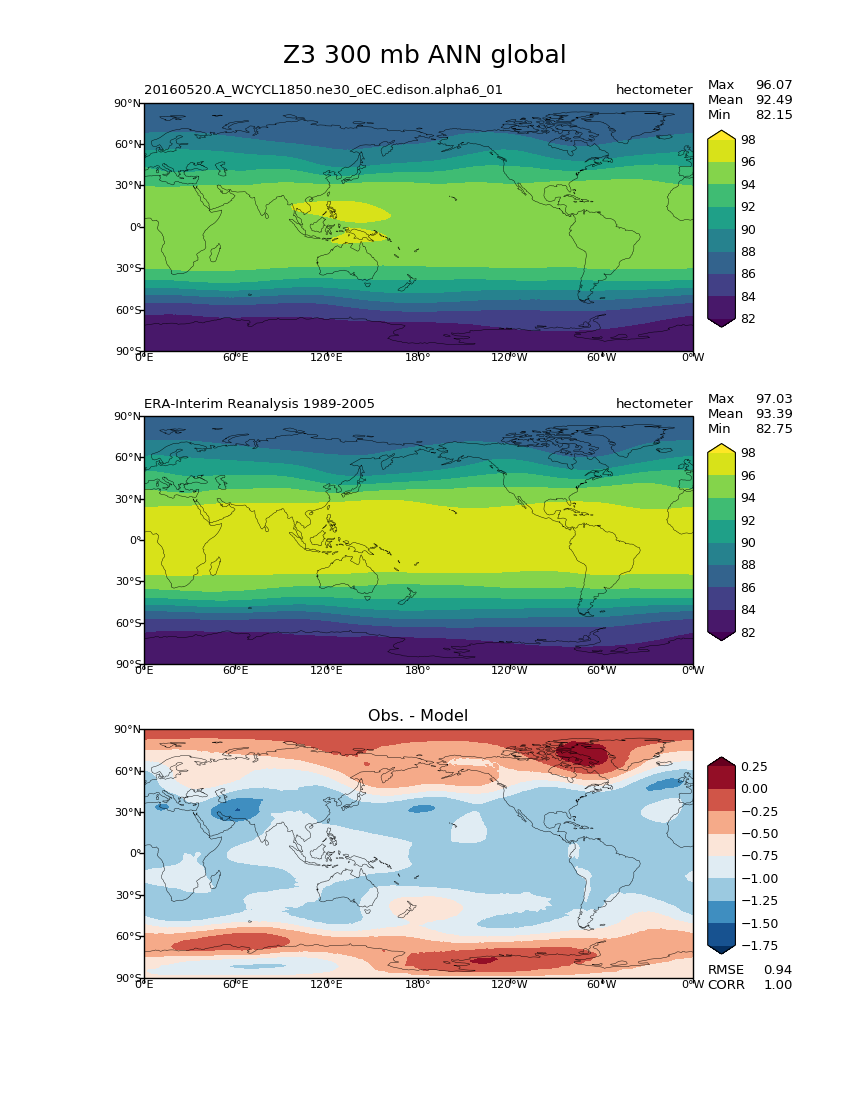 Z3 300 mb ANN global
20160520.A_WCYCL1850.ne30_oEC.edison.alpha6_01 hectometer
Max 96.07
Mean 92.49
Min 82.15
90°N
60°N
30°N
0°
30°S
60°S
90°S
0°E 60°E 120°E 180° 120°W 60°W 0°W
98
96
94
92
90
88
86
84
82
ERA-Interim Reanalysis 1989-2005 hectometer
Max 97.03
Mean 93.39
Min 82.75
90°N
60°N
30°N
0°
30°S
60°S
90°S
0°E 60°E 120°E 180° 120°W 60°W 0°W
98
96
94
92
90
88
86
84
82
Obs. - Model
90°N
60°N
30°N
0°
30°S
60°S
90°S
0°E 60°E 120°E 180° 120°W 60°W 0°W
0.25
0.00
−0.25
−0.50
−0.75
−1.00
−1.25
−1.50
−1.75
RMSE 0.94
CORR 1.00